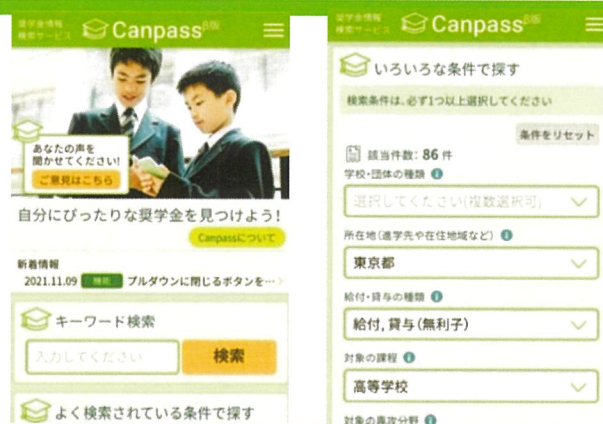 奨学金情報
検索サービス
Canpass β版
あなたの声を
聞かせてください!
ご意見はこちら
自分にぴったりな奨学金を見つけよう!
Canpassについて
新着情報
2021.11.09 機能 プルダウンに閉じるボタンを…
キーワード検索
入力してください
検索
よく検索されている条件で探す
奨学金情報
検索サービス
Canpass β版
いろいろな条件で探す
検索条件は、必ず1つ以上選択してください
条件をリセット
該当件数: 86 件
学校・団体の種類
選択してください(複数選択可)
所在地(進学先や在住地域など)
東京都
給付・貸与の種類
給付, 貸与(無利子)
対象の課程
高等学校
対象の専攻分野